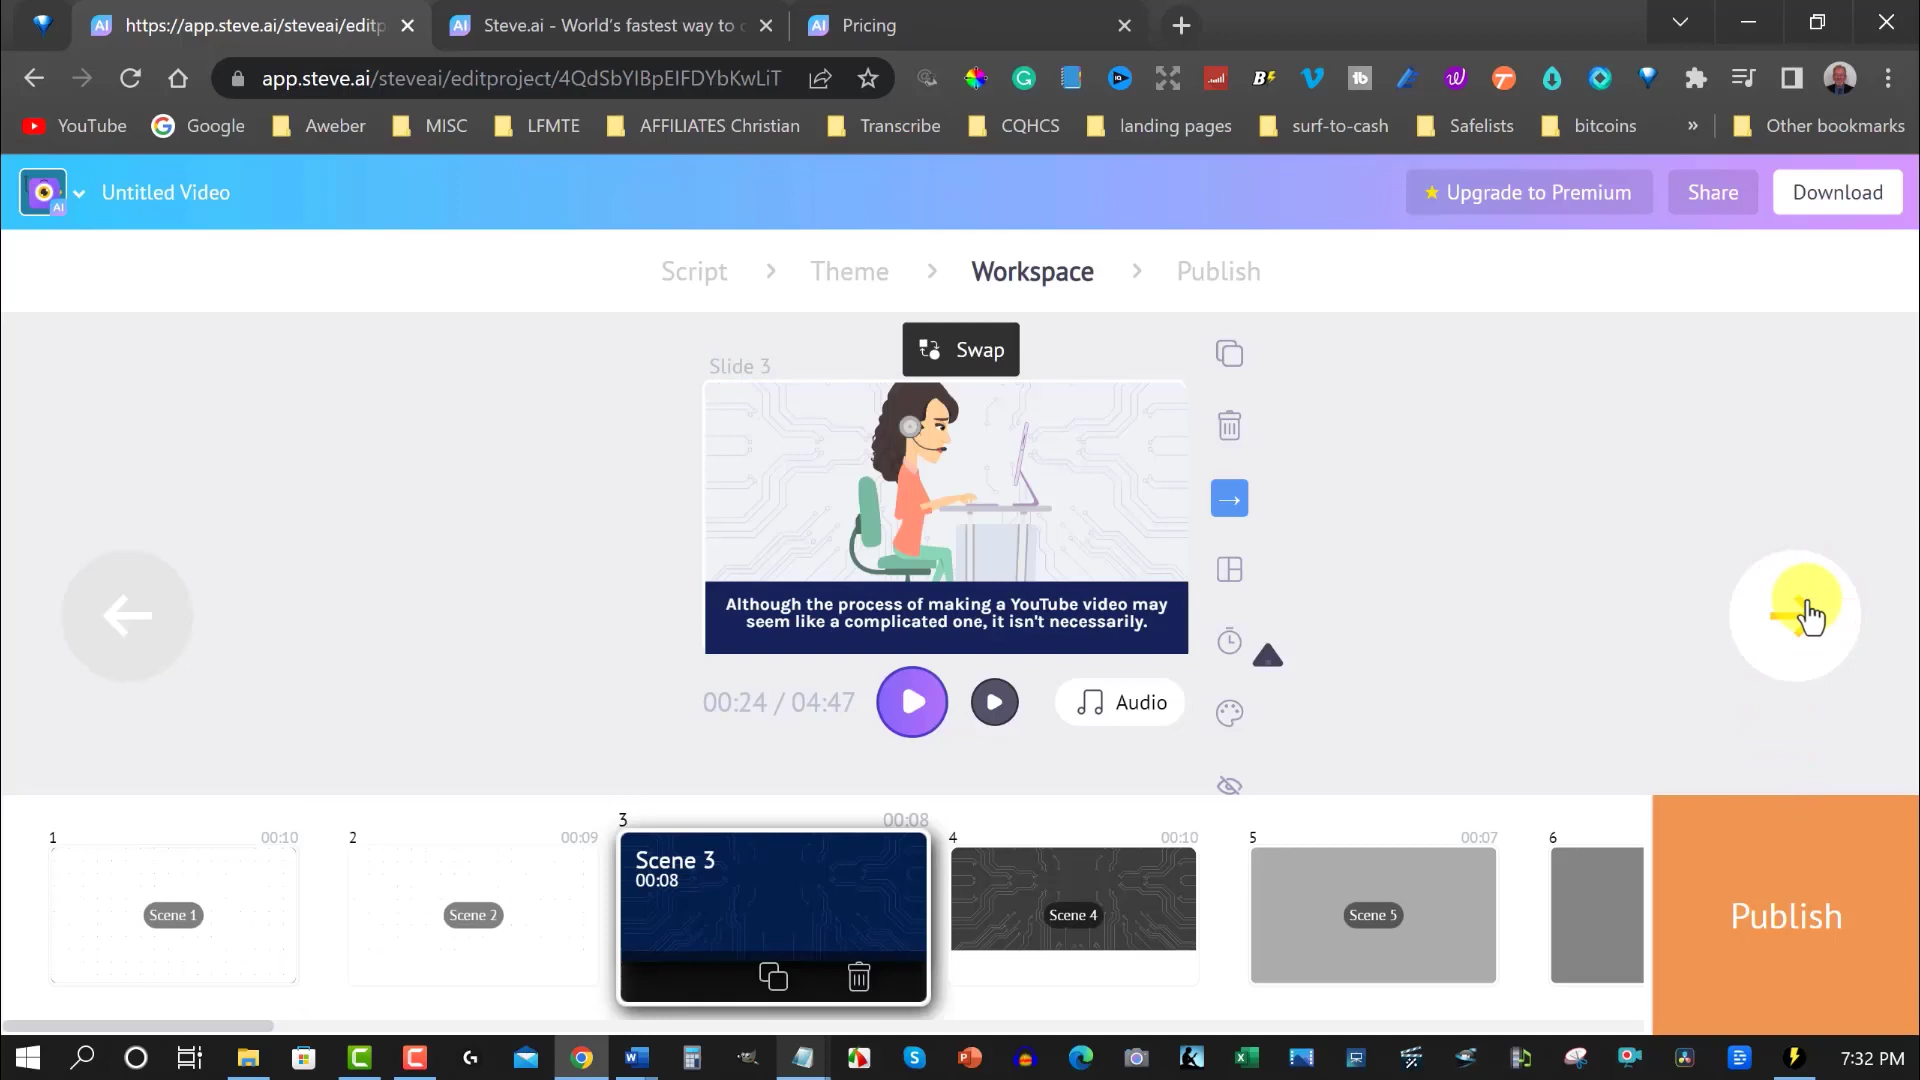 https://app.steve.ai/steveai/editp
Steve.ai - World's fastest way to c
Pricing
app.steve.ai/steveai/editproject/4QdSbYIBpEIFDYbKwLiT
YouTube
Google
Aweber
MISC
LFMTE
AFFILIATES Christian
Transcribe
CQHCS
landing pages
surf-to-cash
Safelists
bitcoins
»
Other bookmarks
AI
Untitled Video
Upgrade to Premium
Share
Download
Script > Theme > Workspace > Publish
Slide 3
Swap
Although the process of making a YouTube video may
seem like a complicated one, it isn't necessarily.
00:24 / 04:47
Audio
1 00:10
Scene 1
2 00:09
Scene 2
3 00:08
Scene 3
00:08
4 00:10
Scene 4
5 00:07
Scene 5
6
Publish
7:32 PM